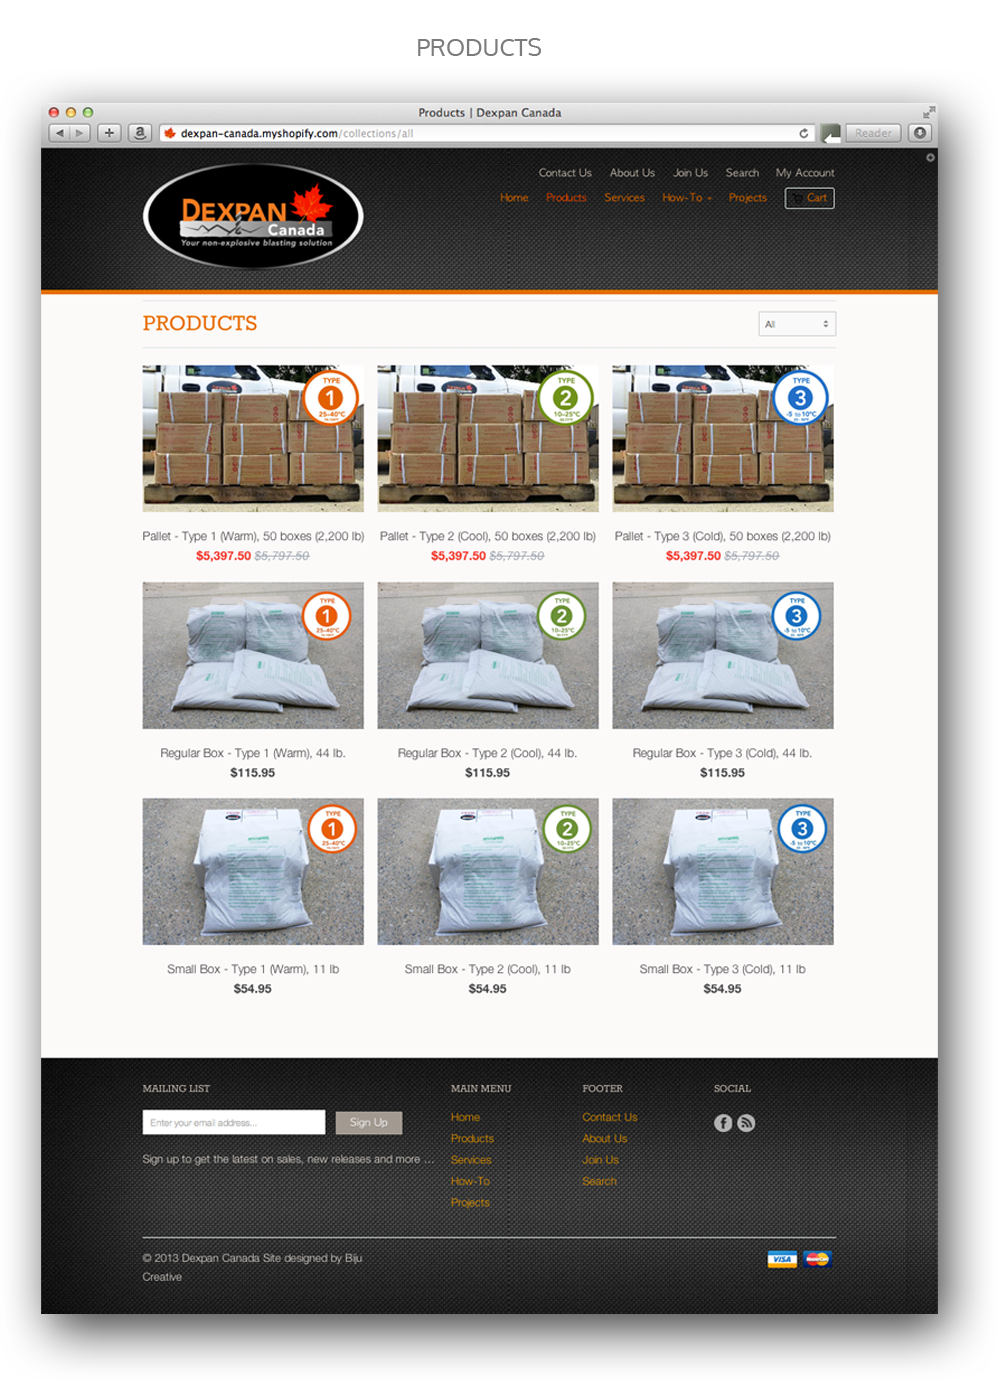 PRODUCTS
Products | Dexpan Canada
dexpan-canada.myshopify.com/collections/all
Reader
Contact Us About Us Join Us Search My Account
Home Products Services How-To Projects Cart
DEXPAN
Canada
Your non-explosive blasting solution
PRODUCTS
All
TYPE 1 25-40°C
TYPE 2 10-25°C
TYPE 3 -5 to 10°C
Pallet - Type 1 (Warm), 50 boxes (2,200 lb)
$5,397.50 $5,797.50
Pallet - Type 2 (Cool), 50 boxes (2,200 lb)
$5,397.50 $5,797.50
Pallet - Type 3 (Cold), 50 boxes (2,200 lb)
$5,397.50 $5,797.50
TYPE 1 25-40°C
TYPE 2 10-25°C
TYPE 3 -5 to 10°C
Regular Box - Type 1 (Warm), 44 lb.
$115.95
Regular Box - Type 2 (Cool), 44 lb.
$115.95
Regular Box - Type 3 (Cold), 44 lb.
$115.95
TYPE 1 25-40°C
TYPE 2 10-25°C
TYPE 3 -5 to 10°C
Small Box - Type 1 (Warm), 11 lb
$54.95
Small Box - Type 2 (Cool), 11 lb
$54.95
Small Box - Type 3 (Cold), 11 lb
$54.95
MAILING LIST
Enter your email address...
Sign Up
Sign up to get the latest on sales, new releases and more ...
MAIN MENU
Home
Products
Services
How-To
Projects
FOOTER
Contact Us
About Us
Join Us
Search
SOCIAL
© 2013 Dexpan Canada Site designed by Biju
Creative
VISA MasterCard